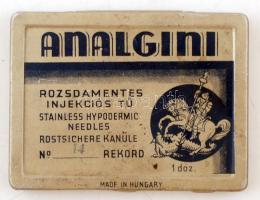 ANALGINI
ROZSDAMENTES
INJEKCIÓS TŰ
STAINLESS HYPODERMIC
NEEDLES
ROSTSICHERE KANÜLE
No 14 REKORD
1 doz.
MADE IN HUNGARY